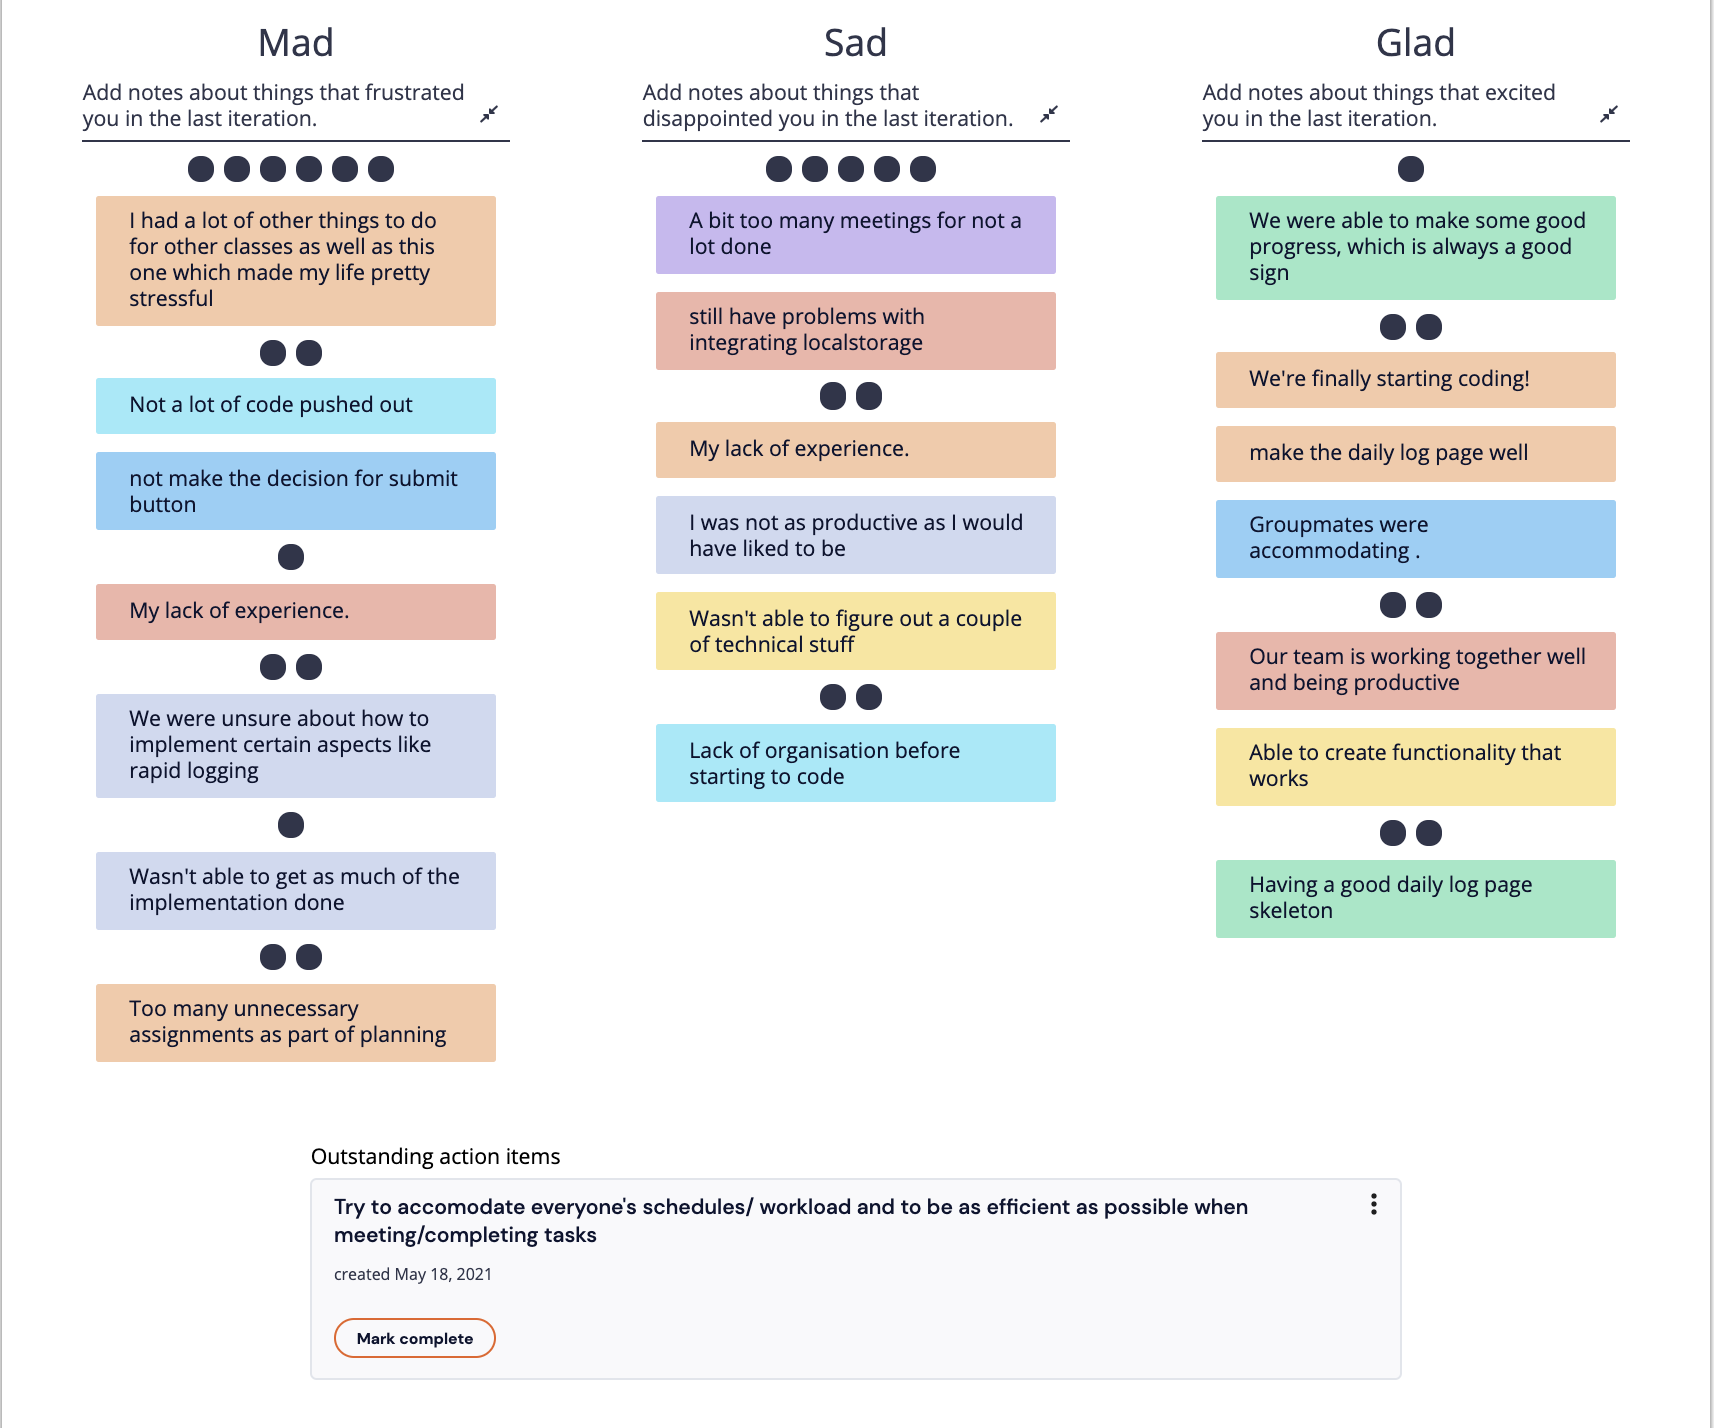 Mad
Add notes about things that frustrated
you in the last iteration.
I had a lot of other things to do
for other classes as well as this
one which made my life pretty
stressful
Not a lot of code pushed out
not make the decision for submit
button
My lack of experience.
We were unsure about how to
implement certain aspects like
rapid logging
Wasn't able to get as much of the
implementation done
Too many unnecessary
assignments as part of planning
Sad
Add notes about things that
disappointed you in the last iteration.
A bit too many meetings for not a
lot done
still have problems with
integrating localstorage
My lack of experience.
I was not as productive as I would
have liked to be
Wasn't able to figure out a couple
of technical stuff
Lack of organisation before
starting to code
Glad
Add notes about things that excited
you in the last iteration.
We were able to make some good
progress, which is always a good
sign
We're finally starting coding!
make the daily log page well
Groupmates were
accommodating .
Our team is working together well
and being productive
Able to create functionality that
works
Having a good daily log page
skeleton
Outstanding action items
Try to accomodate everyone's schedules/ workload and to be as efficient as possible when
meeting/completing tasks
created May 18, 2021
Mark complete